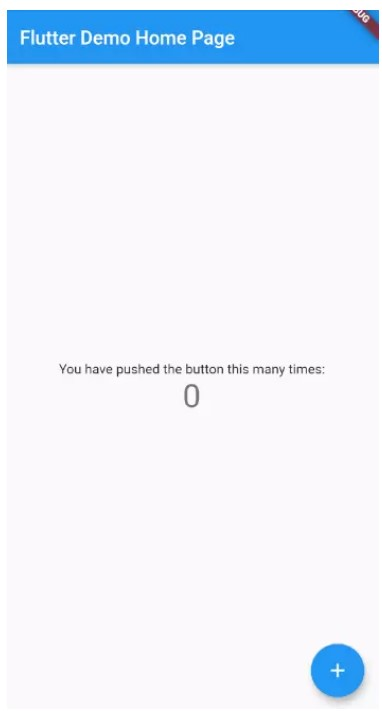 Flutter Demo Home Page
You have pushed the button this many times:
0
+